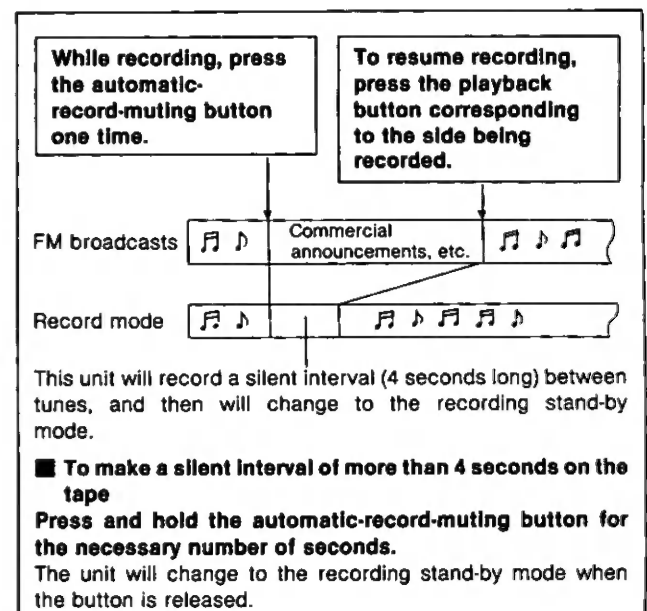 While recording, press
the automatic-
record-muting button
one time.
To resume recording,
press the playback
button corresponding
to the side being
recorded.
FM broadcasts
Commercial
announcements, etc.
Record mode
This unit will record a silent interval (4 seconds long) between
tunes, and then will change to the recording stand-by
mode.
■ To make a silent interval of more than 4 seconds on the
tape
Press and hold the automatic-record-muting button for
the necessary number of seconds.
The unit will change to the recording stand-by mode when
the button is released.